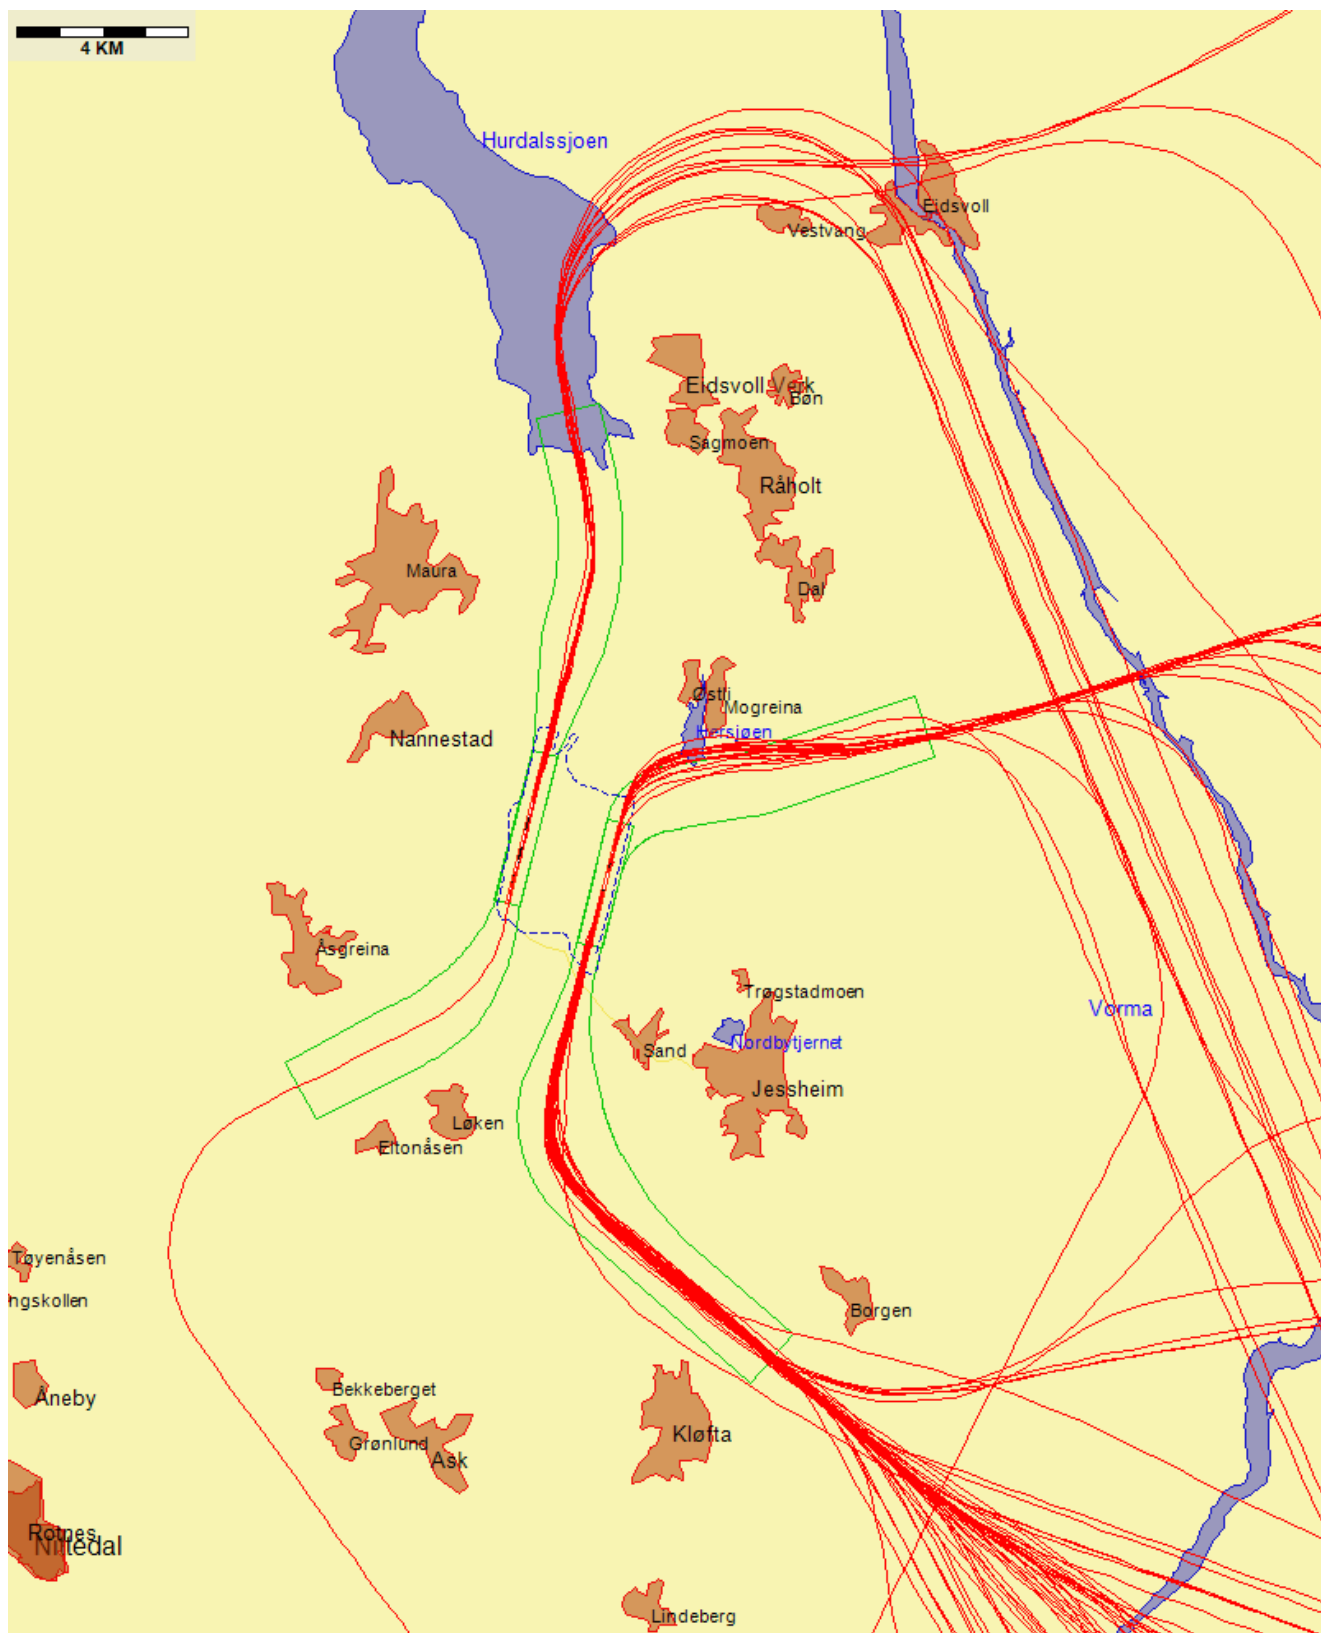 4 KM
Hurdalssjoen
Eidsvoll
Vestvang
Eidsvoll Verk
Bøn
Sagmoen
Råholt
Maura
Dal
Østli
Mogreina
Hersjøen
Nannestad
Åsgreina
Trøgstadmoen
Vorma
Nordbytjernet
Sand
Jessheim
Løken
Eltonåsen
Tøyenåsen
ngskollen
Borgen
Bekkeberget
Åneby
Kløfta
Grønlund
Ask
Rotnes
Nittedal
Lindeberg